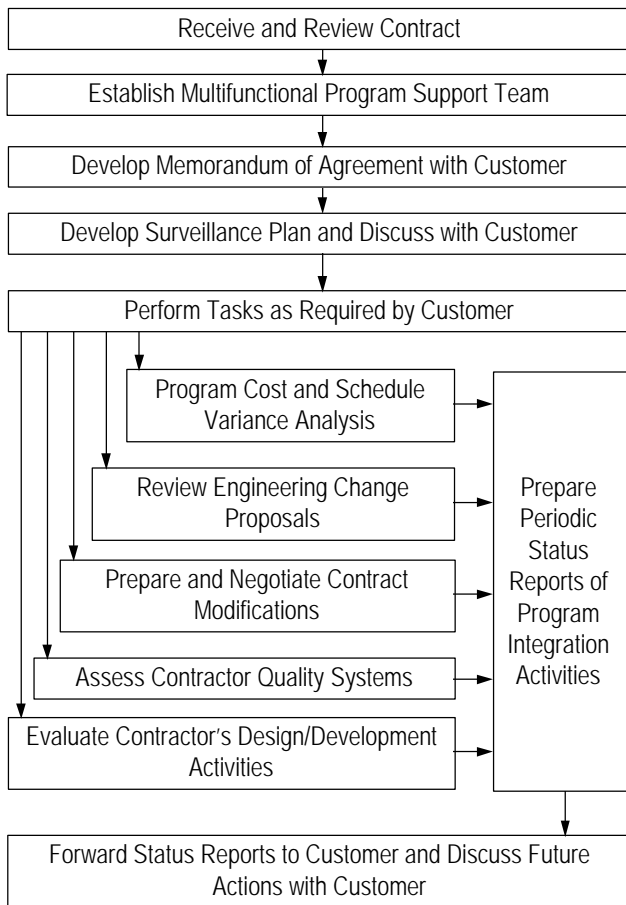 Receive and Review Contract
Establish Multifunctional Program Support Team
Develop Memorandum of Agreement with Customer
Develop Surveillance Plan and Discuss with Customer
Perform Tasks as Required by Customer
Program Cost and Schedule
Variance Analysis
Review Engineering Change
Proposals
Prepare and Negotiate Contract
Modifications
Assess Contractor Quality Systems
Evaluate Contractor's Design/Development
Activities
Prepare
Periodic
Status
Reports of
Program
Integration
Activities
Forward Status Reports to Customer and Discuss Future
Actions with Customer